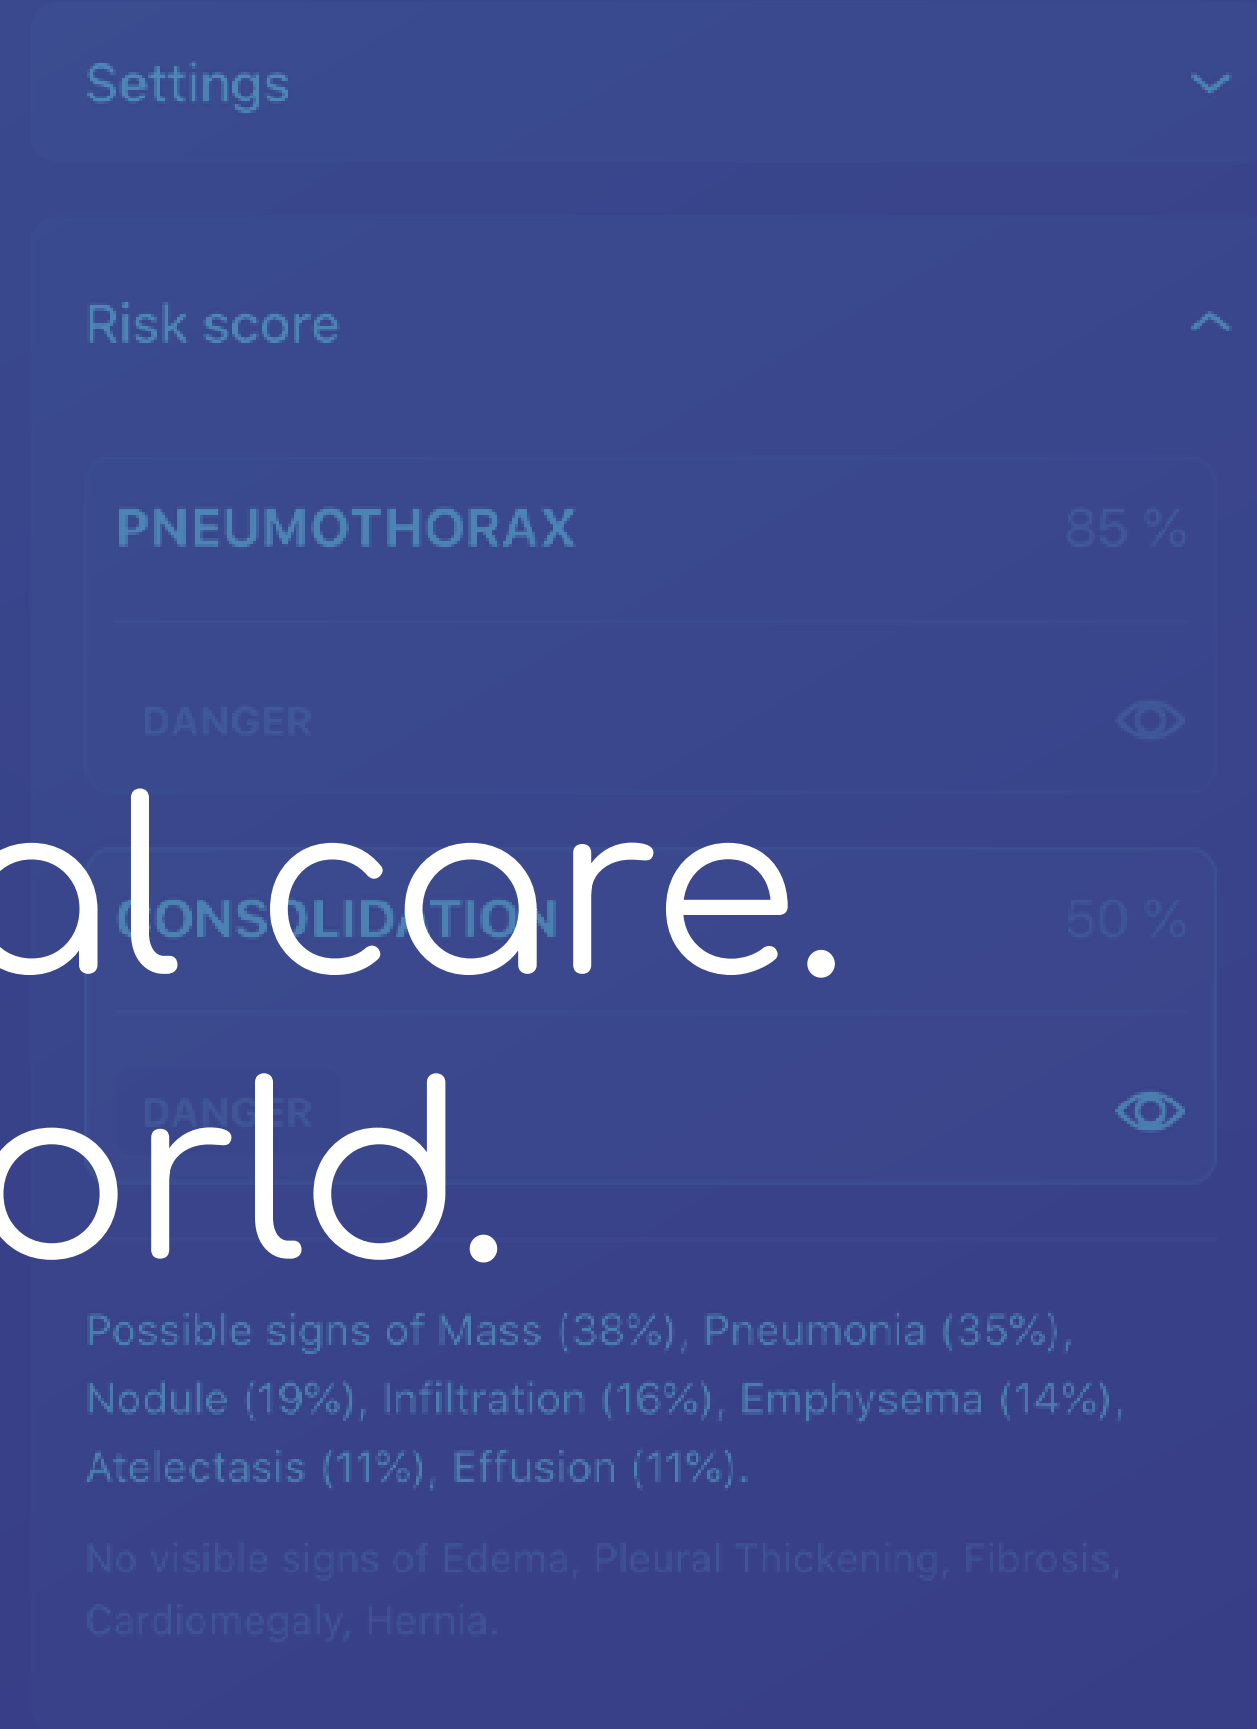 Settings
Risk score
PNEUMOTHORAX 85 %
DANGER
al care.
CONSOLIDATION 50 %
DANGER
orld.
Possible signs of Mass (38%), Pneumonia (35%),
Nodule (19%), Infiltration (16%), Emphysema (14%),
Atelectasis (11%), Effusion (11%).
No visible signs of Edema, Pleural Thickening, Fibrosis,
Cardiomegaly, Hernia.